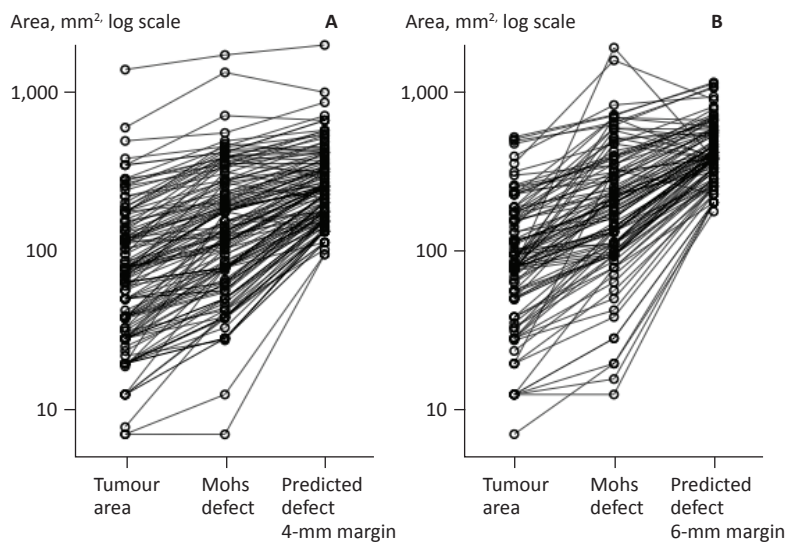 Area, mm², log scale
A
1,000
100
10
Tumour
area
Mohs
defect
Predicted
defect
4-mm margin
Area, mm², log scale
B
1,000
100
10
Tumour
area
Mohs
defect
Predicted
defect
6-mm margin